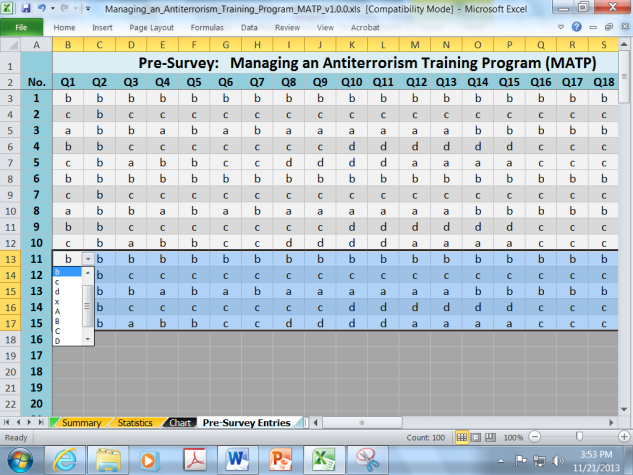 Managing_an_Antiterrorism_Training_Program_MATP_v1.0.0.xls [Compatibility Mode] - Microsoft Excel
File Home Insert Page Layout Formulas Data Review View Acrobat
A B C D E F G H I J K L M N O P Q R S
1 Pre-Survey: Managing an Antiterrorism Training Program (MATP)
2 No. Q1 Q2 Q3 Q4 Q5 Q6 Q7 Q8 Q9 Q10 Q11 Q12 Q13 Q14 Q15 Q16 Q17 Q18
3 1 b b b b b b b b b b b b b b b b b b
4 2 c b c c c c c c c c c c c c c c c c
5 3 a b b a b a b a a a a a a b b b b b
6 4 b b c c c c c c c d d d d d d c c c
7 5 c b a b b c c d d d d a a a a c c c
8 6 b b b b b b b b b b b b b b b b b b
9 7 c b c c c c c c c c c c c c c c c c
10 8 a b b a b a b a a a a a a b b b b b
11 9 b b c c c c c c c d d d d d d c c c
12 10 c b a b b c c d d d d a a a a c c c
13 11 b b b b b b b b b b b b b b b b b b
14 12 b c c c c c c c c c c c c c c c c
15 13 b b a b a b a a a a a a b b b b b
16 14 b c c c c c c c d d d d d d c c c
17 15 b a b b c c d d d d a a a a c c c
b
c
d
x
A
B
C
D
18 16
19 17
20 18
21 19
22 20
Summary Statistics Chart Pre-Survey Entries
Ready Count: 100 100%
3:53 PM
11/21/2013